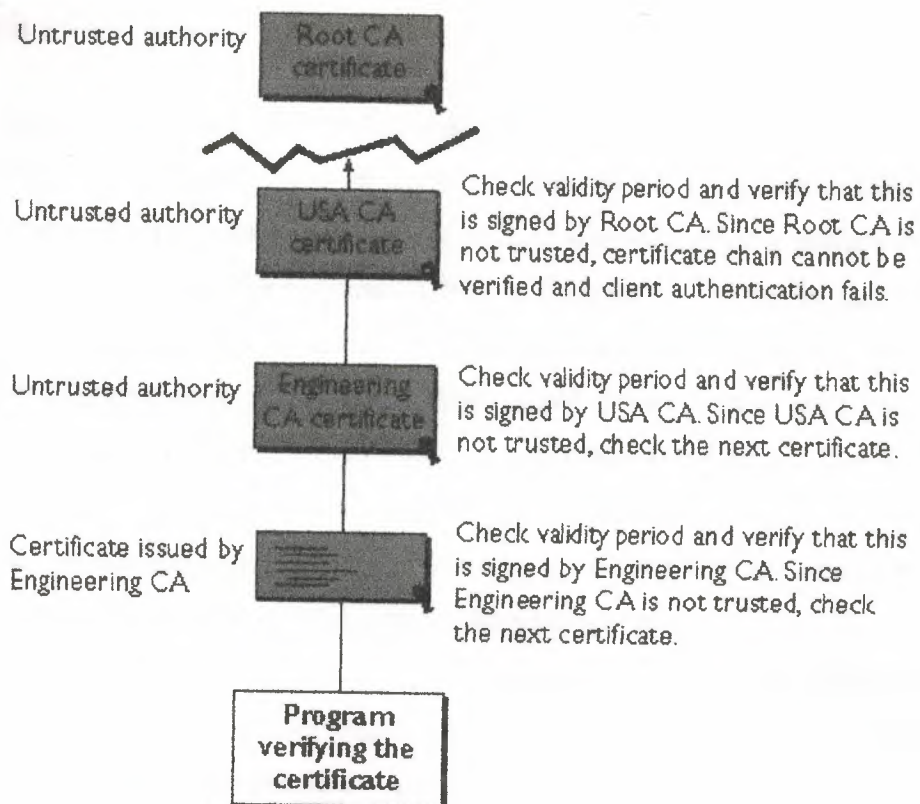 Untrusted authority
Root CA
certificate
Untrusted authority
USA CA
certificate
Check validity period and verify that this
is signed by Root CA. Since Root CA is
not trusted, certificate chain cannot be
verified and client authentication fails.
Untrusted authority
Engineering
CA certificate
Check validity period and verify that this
is signed by USA CA. Since USA CA is
not trusted, check the next certificate.
Certificate issued by
Engineering CA
Check validity period and verify that this
is signed by Engineering CA. Since
Engineering CA is not trusted, check
the next certificate.
Program
verifying the
certificate